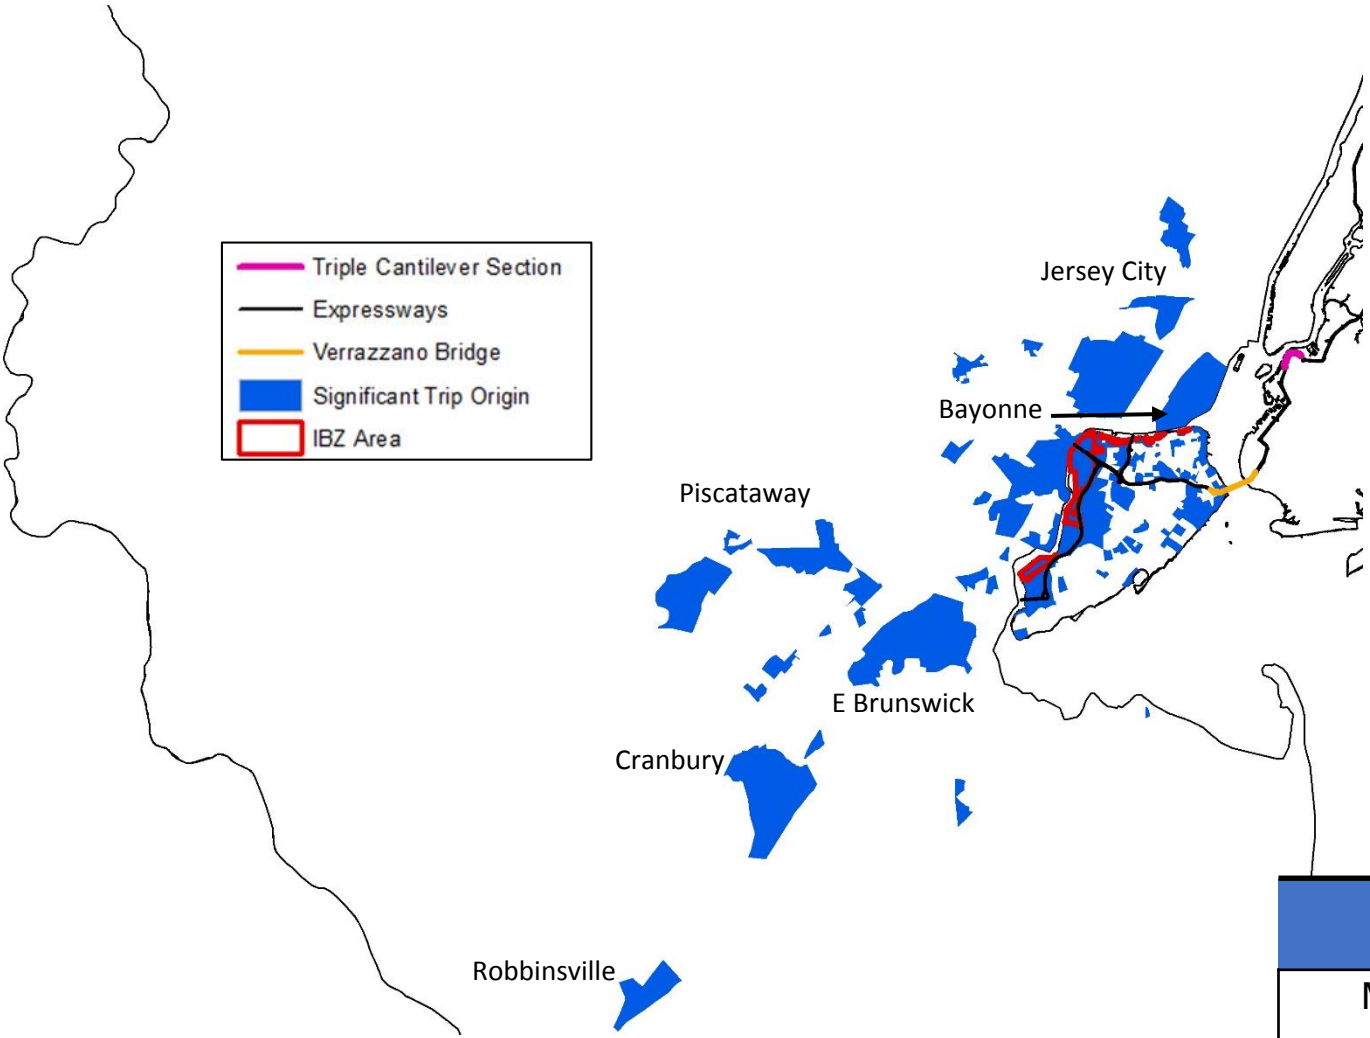 Jersey City
Triple Cantilever Section
Expressways
Verrazzano Bridge
Significant Trip Origin
IBZ Area
Bayonne
Piscataway
E Brunswick
Cranbury
Robbinsville